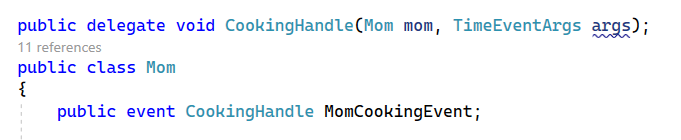 public delegate void CookingHandle(Mom mom, TimeEventArgs args);
11 references
public class Mom
{
public event CookingHandle MomCookingEvent;